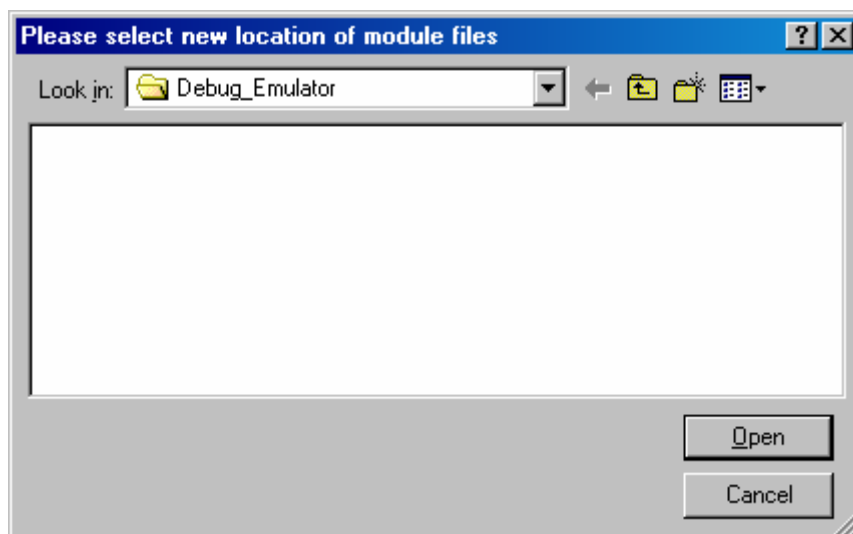 Please select new location of module files
Look in: Debug_Emulator
Open
Cancel